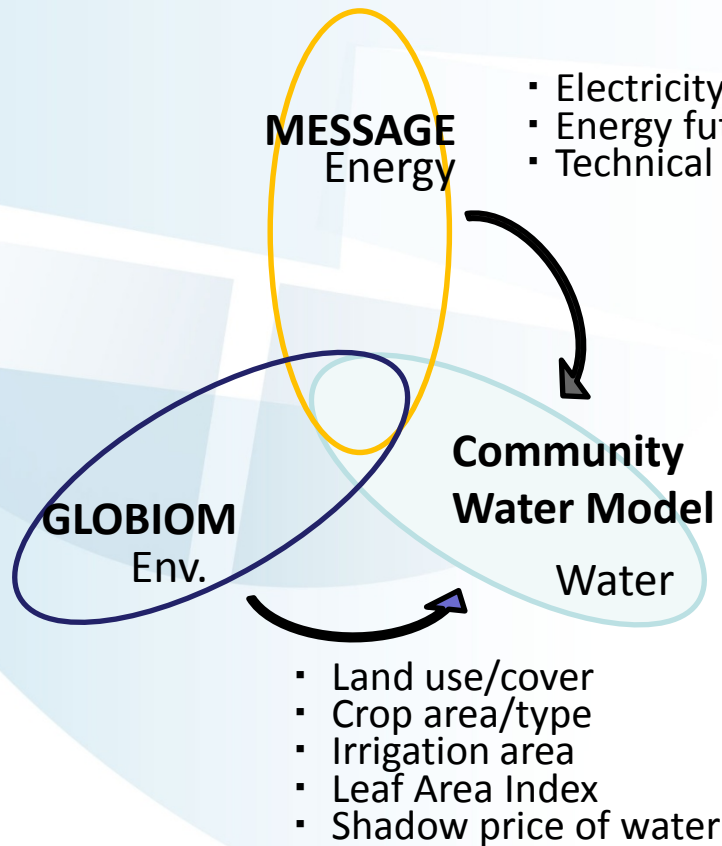 MESSAGE
Energy
▪ Electricity
▪ Energy
▪ Technical
Community
Water Model
Water
GLOBIOM
Env.
▪ Land use/cover
▪ Crop area/type
▪ Irrigation area
▪ Leaf Area Index
▪ Shadow price of water